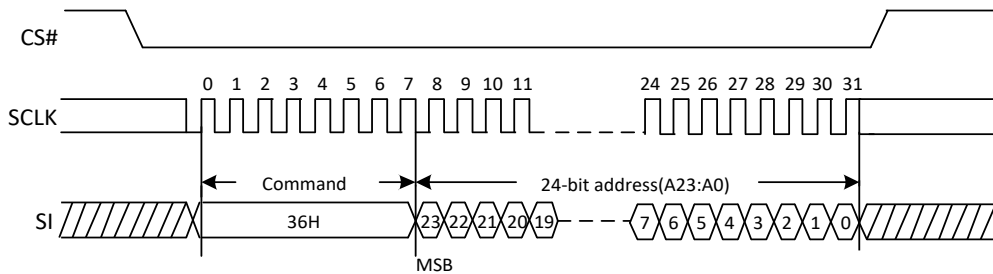 CS#
0 1 2 3 4 5 6 7 8 9 10 11 24 25 26 27 28 29 30 31
SCLK
Command 24-bit address(A23:A0)
SI 36H 23 22 21 20 19 7 6 5 4 3 2 1 0
MSB